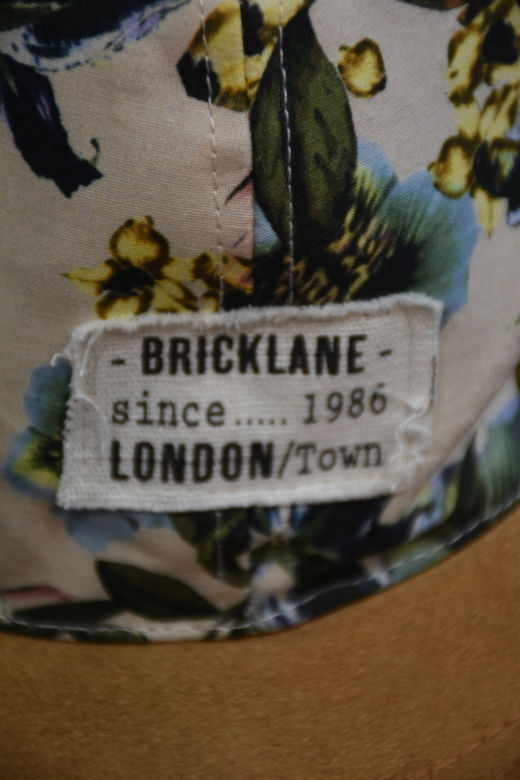 - BRICKLANE -
since ..... 1986
LONDON/Town